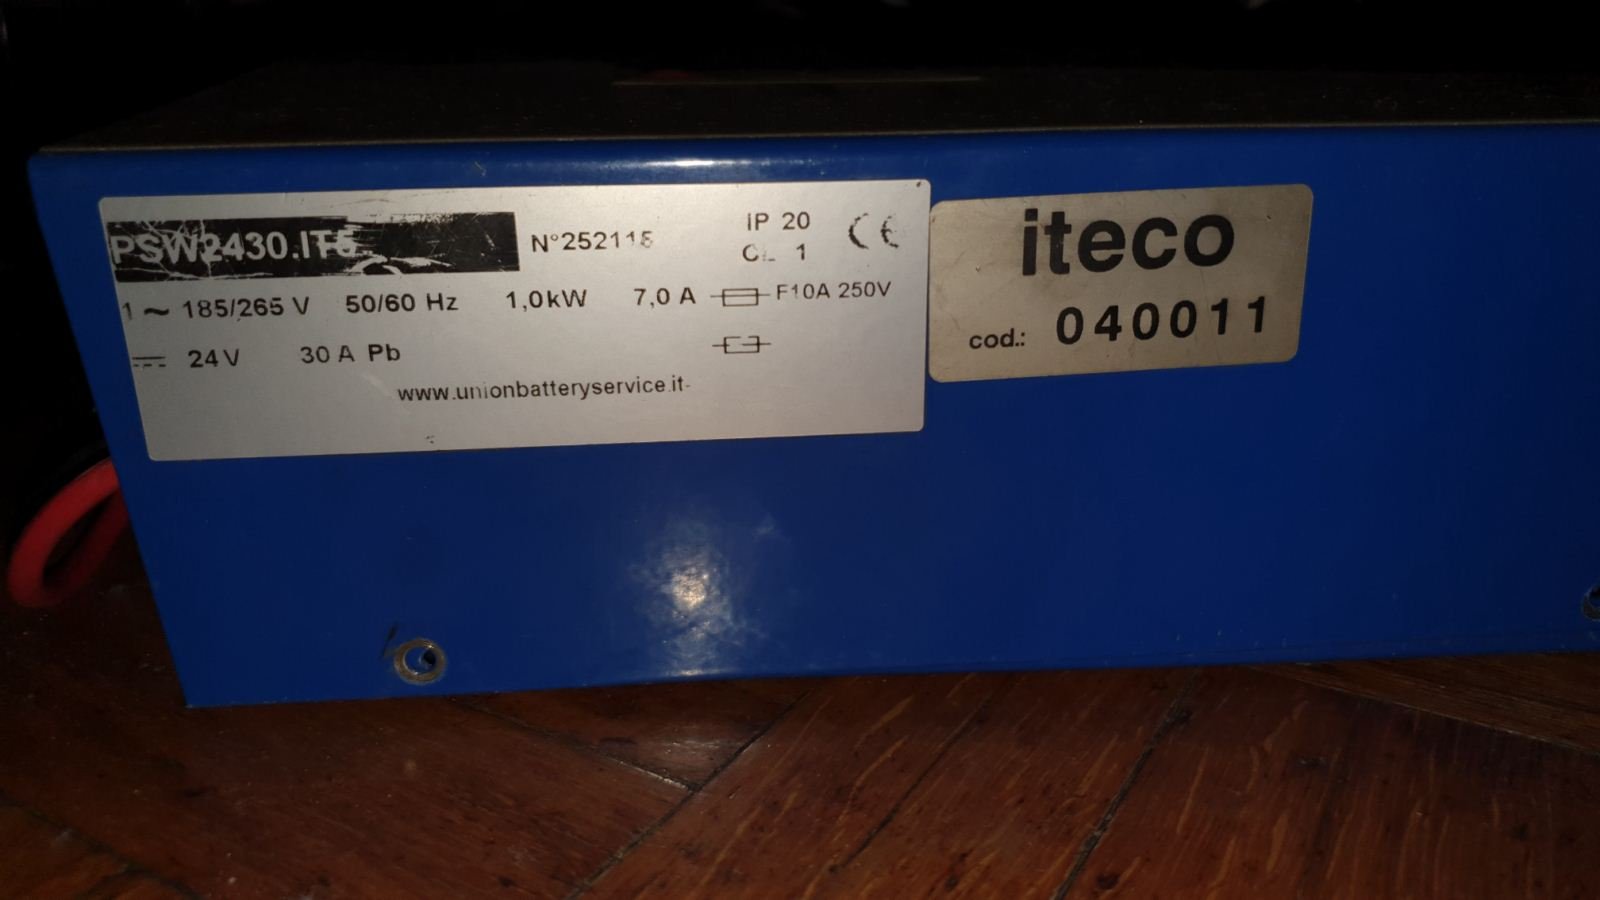 PSW2430.IT5
N°252115
IP 20
CL 1
CE
1 ~ 185/265 V 50/60 Hz 1,0kW 7,0 A F10A 250V
24V 30 A Pb
www.unionbatteryservice.it
iteco
cod.: 040011